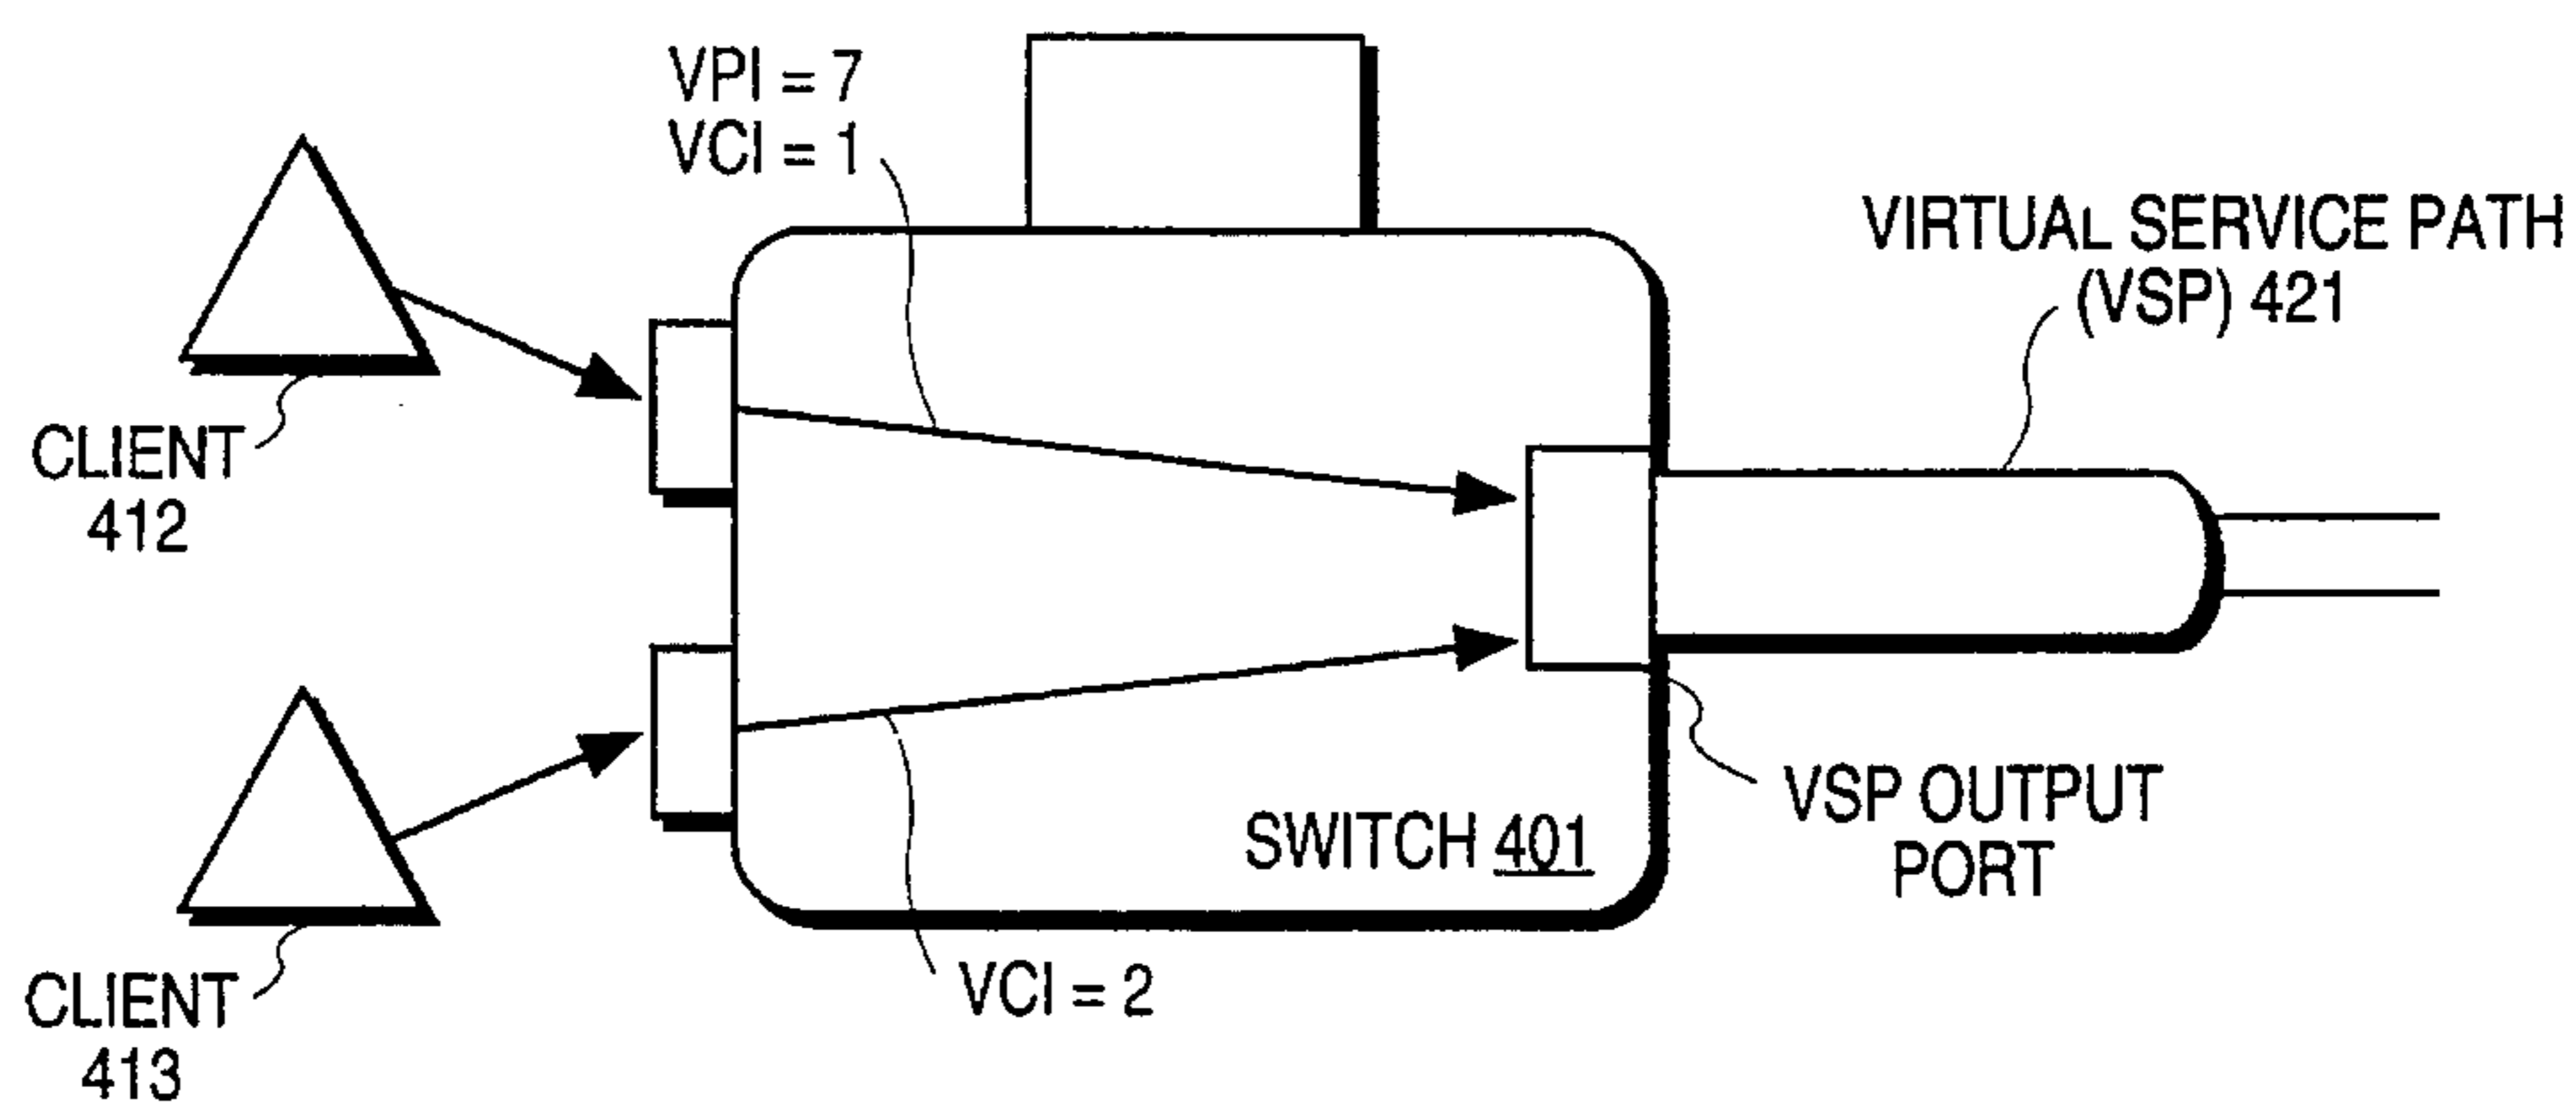 VPI = 7
VCI = 1
VIRTUAL SERVICE PATH
(VSP) 421
CLIENT
412
VSP OUTPUT
PORT
SWITCH 401
VCI = 2
CLIENT
413